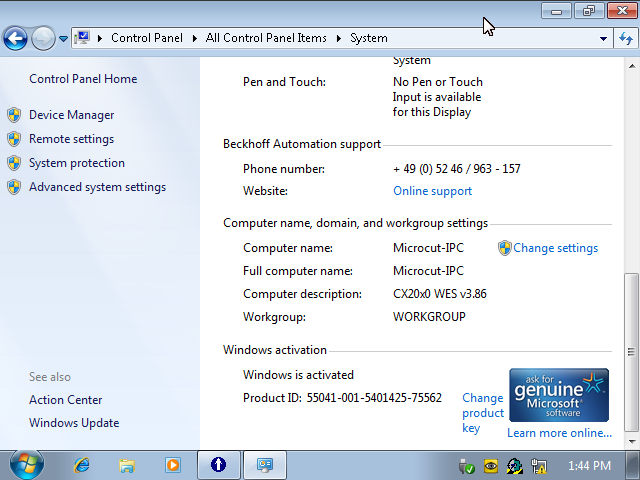 Control Panel All Control Panel Items System
Control Panel Home
Device Manager
Remote settings
System protection
Advanced system settings
See also
Action Center
Windows Update
System
Pen and Touch: No Pen or Touch
Input is available
for this Display
Beckhoff Automation support
Phone number: + 49 (0) 52 46 / 963 - 157
Website: Online support
Computer name, domain, and workgroup settings
Computer name: Microcut-IPC Change settings
Full computer name: Microcut-IPC
Computer description: CX20x0 WES v3.86
Workgroup: WORKGROUP
Windows activation
Windows is activated
Product ID: 55041-001-5401425-75562 Change
product
key
ask for
genuine
Microsoft
software
Learn more online...
1:44 PM